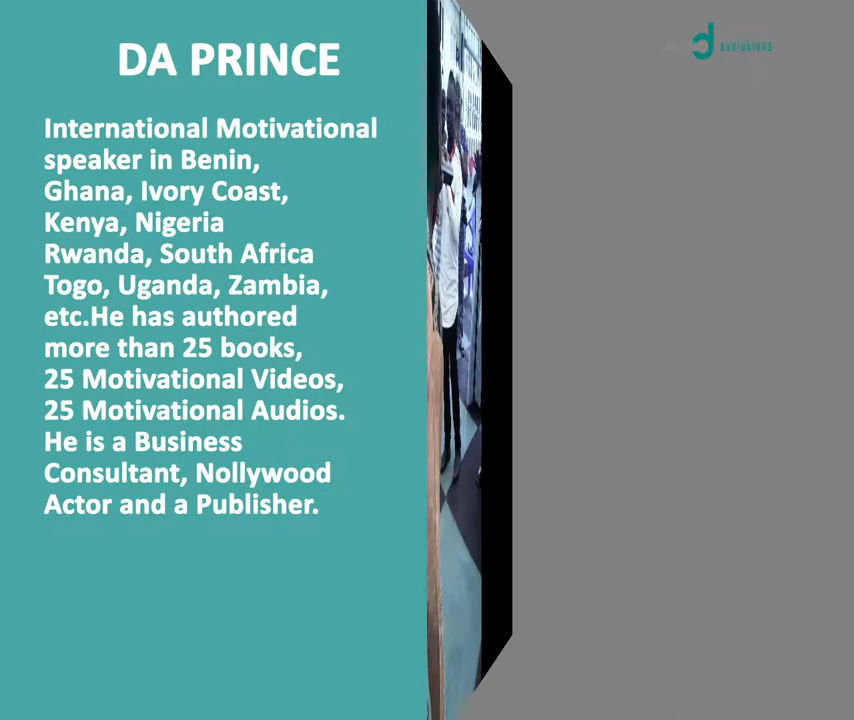 DA PRINCE
International Motivational
speaker in Benin,
Ghana, Ivory Coast,
Kenya, Nigeria
Rwanda, South Africa
Togo, Uganda, Zambia,
etc.He has authored
more than 25 books,
25 Motivational Videos,
25 Motivational Audios.
He is a Business
Consultant, Nollywood
Actor and a Publisher.